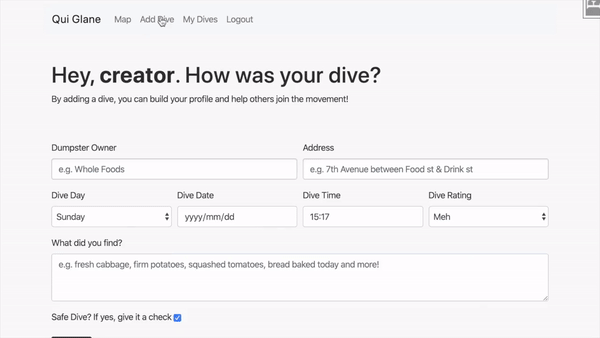 Qui Glane Map Add Dive My Dives Logout
Hey, creator. How was your dive?
By adding a dive, you can build your profile and help others join the movement!
Dumpster Owner Address
e.g. Whole Foods e.g. 7th Avenue between Food st & Drink st
Dive Day Dive Date Dive Time Dive Rating
Sunday yyyy/mm/dd 15:17 Meh
What did you find?
e.g. fresh cabbage, firm potatoes, squashed tomatoes, bread baked today and more!
Safe Dive? If yes, give it a check